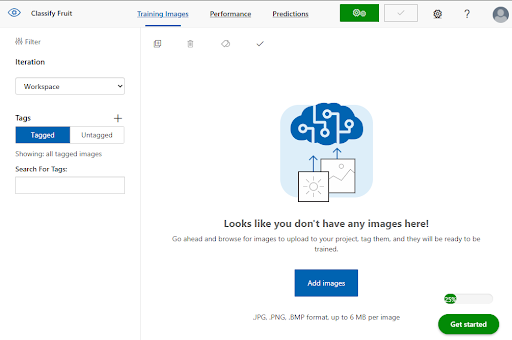 Classify Fruit
Training Images
Performance
Predictions
?
Filter
Iteration
Workspace
Tags
Tagged
Untagged
Showing: all tagged images
Search For Tags:
Looks like you don't have any images here!
Go ahead and browse for images to upload to your project, tag them, and they will be ready to be
trained.
Add images
.JPG, .PNG, .BMP format, up to 6 MB per image
25%
Get started